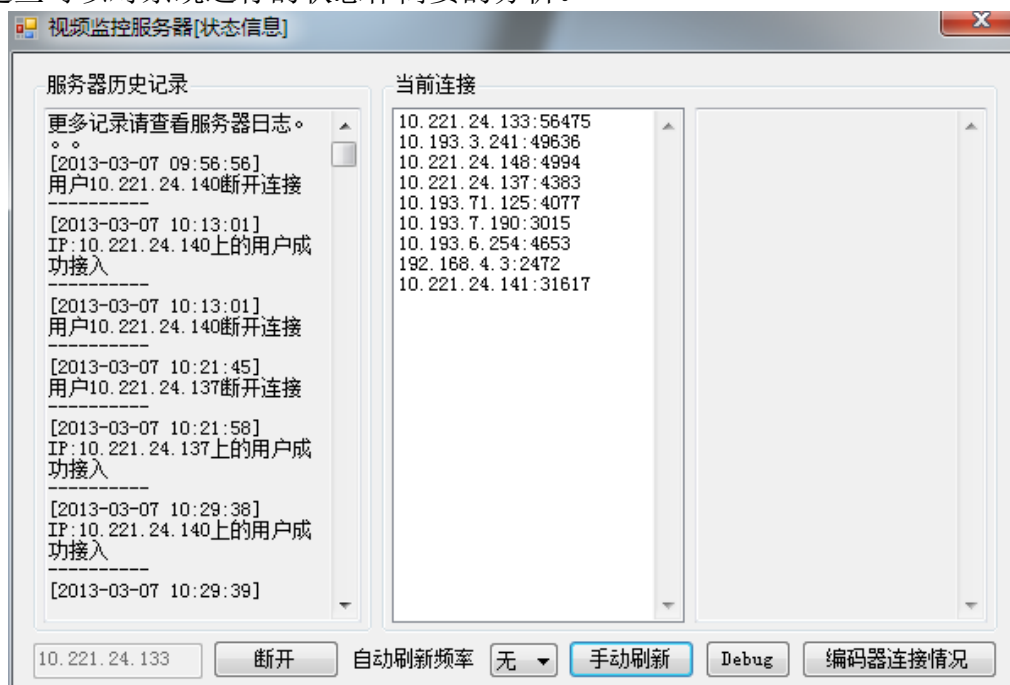 视频监控服务器[状态信息]
服务器历史记录
更多记录请查看服务器日志。
。。
[2013-03-07 09:56:56]
用户10.221.24.140断开连接
----------
[2013-03-07 10:13:01]
IP:10.221.24.140上的用户成
功接入
----------
[2013-03-07 10:13:01]
用户10.221.24.140断开连接
----------
[2013-03-07 10:21:45]
用户10.221.24.137断开连接
----------
[2013-03-07 10:21:58]
IP:10.221.24.137上的用户成
功接入
----------
[2013-03-07 10:29:38]
IP:10.221.24.140上的用户成
功接入
----------
[2013-03-07 10:29:39]
当前连接
10.221.24.133:56475
10.193.3.241:49636
10.221.24.148:4994
10.221.24.137:4383
10.193.71.125:4077
10.193.7.190:3015
10.193.6.254:4653
192.168.4.3:2472
10.221.24.141:31617
10.221.24.133 断开 自动刷新频率 无 手动刷新 Debug 编码器连接情况